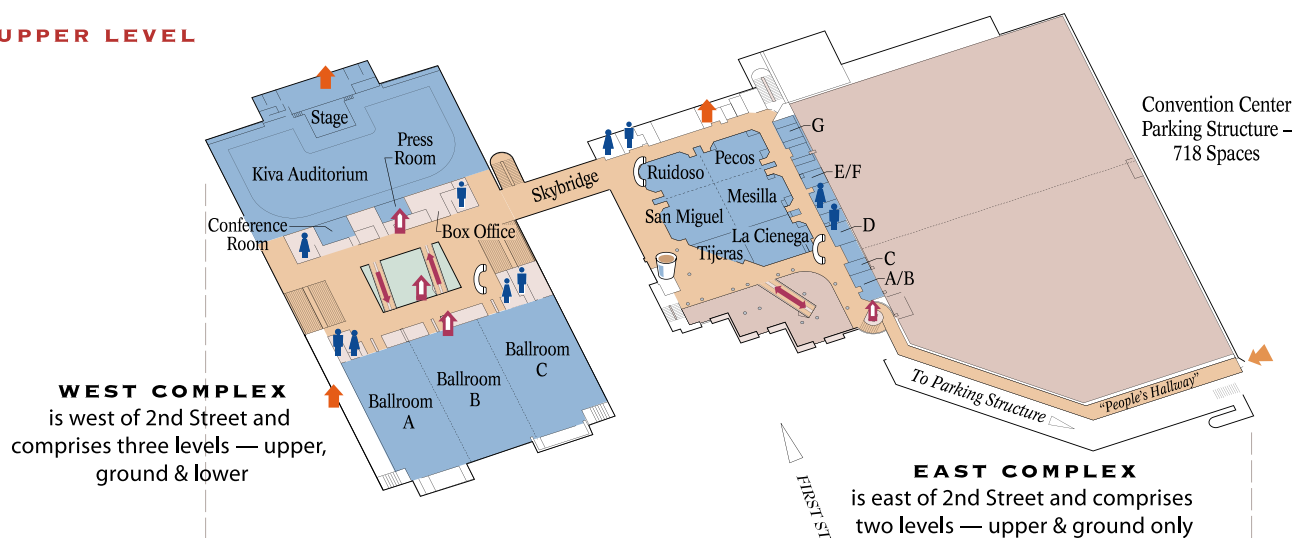 UPPER LEVEL
Stage
Press
Room
Kiva Auditorium
Conference
Room
Box Office
Skybridge
Ruidoso
Pecos
Mesilla
San Miguel
La Cienega
Tijeras
G
E/F
D
C
A/B
Convention Center
Parking Structure –
718 Spaces
Ballroom
A
Ballroom
B
Ballroom
C
To Parking Structure
“People’s Hallway”
WEST COMPLEX
is west of 2nd Street and
comprises three levels — upper,
ground & lower
FIRST ST
EAST COMPLEX
is east of 2nd Street and comprises
two levels — upper & ground only